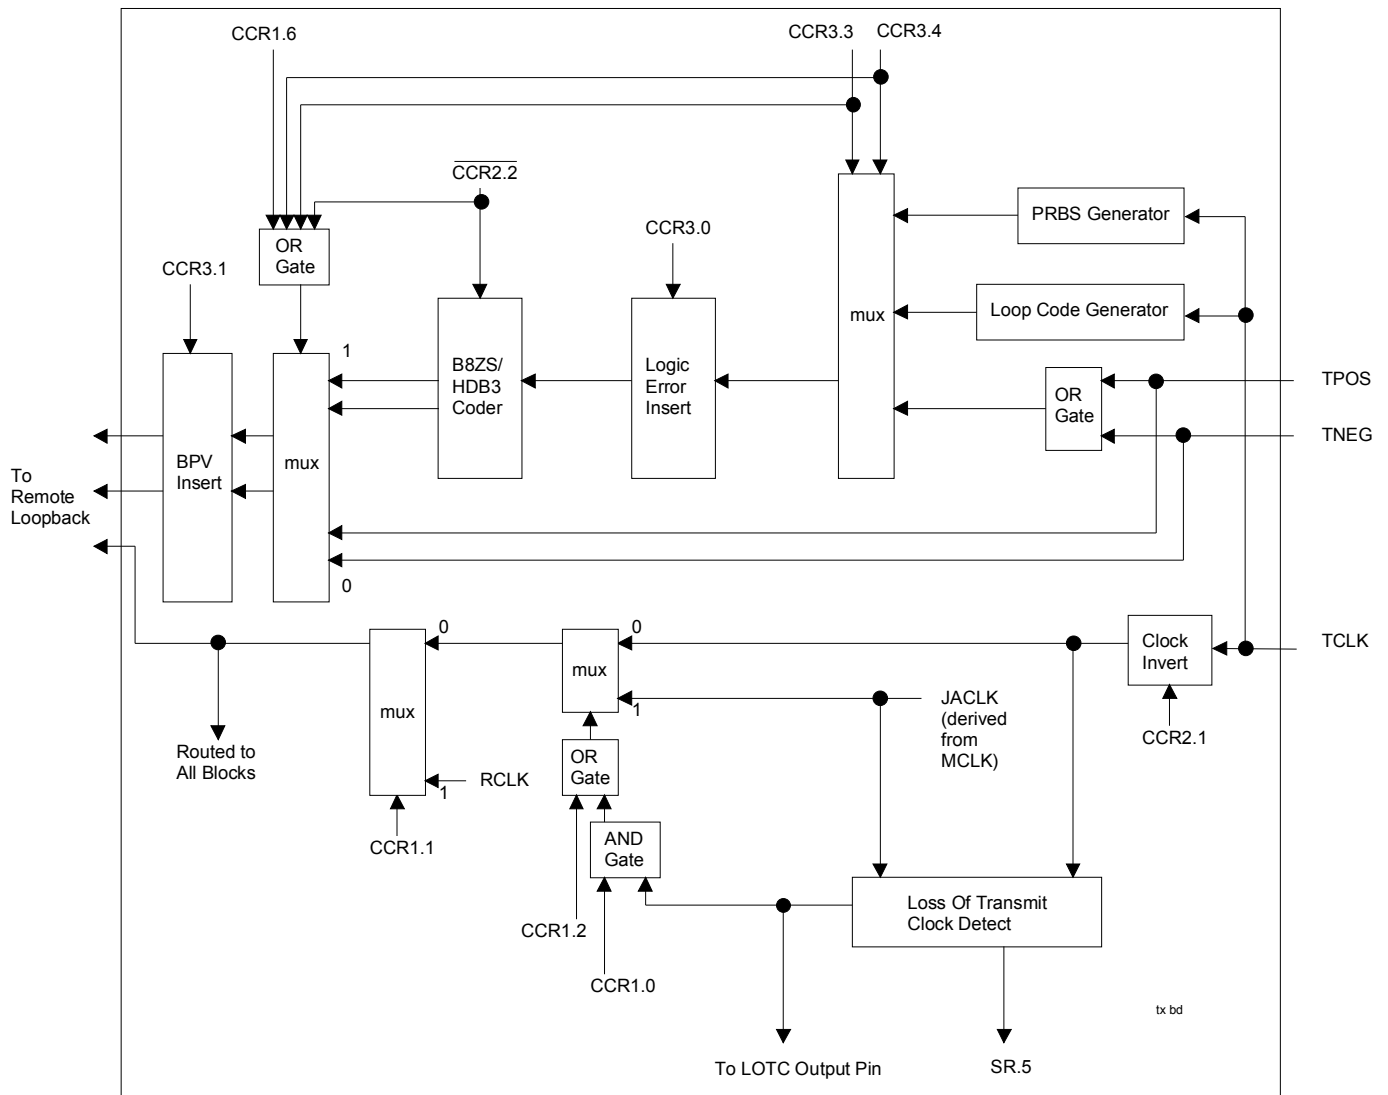 CCR1.6
CCR3.3
CCR3.4
CCR2.2
PRBS Generator
CCR3.0
OR
Gate
CCR3.1
Loop Code Generator
mux
1
B8ZS/
HDB3
Coder
Logic
Error
Insert
OR
Gate
TPOS
TNEG
BPV
Insert
mux
To
Remote
Loopback
0
0
0
mux
Clock
Invert
TCLK
mux
1
JACLK
(derived
from
MCLK)
CCR2.1
Routed to
All Blocks
OR
Gate
RCLK
1
CCR1.1
AND
Gate
Loss Of Transmit
Clock Detect
CCR1.2
CCR1.0
tx bd
To LOTC Output Pin
SR.5